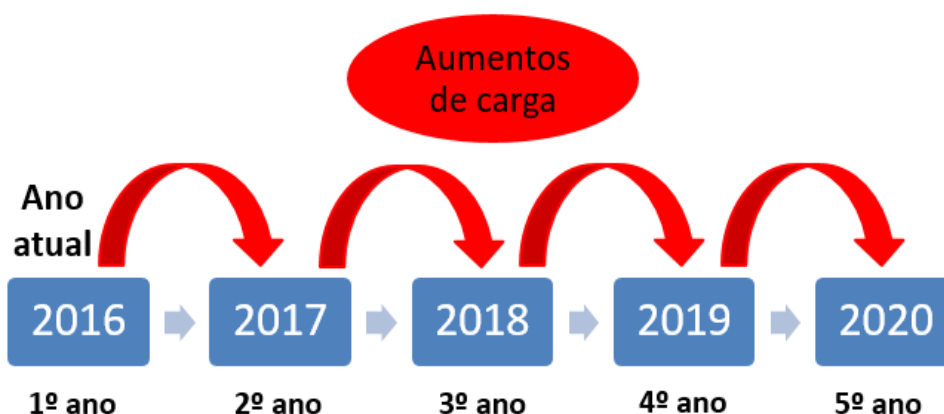 Aumentos
de carga
Ano
atual
2016
2017
2018
2019
2020
1º ano
2º ano
3º ano
4º ano
5º ano